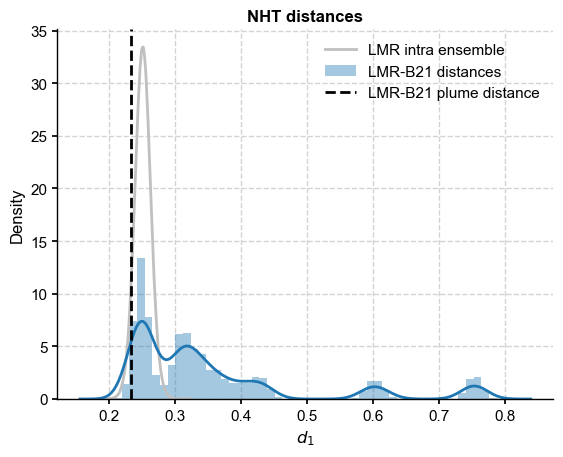 NHT distances
LMR intra ensemble
LMR-B21 distances
LMR-B21 plume distance
Density
35
30
25
20
15
10
5
0
0.2 0.3 0.4 0.5 0.6 0.7 0.8
d₁